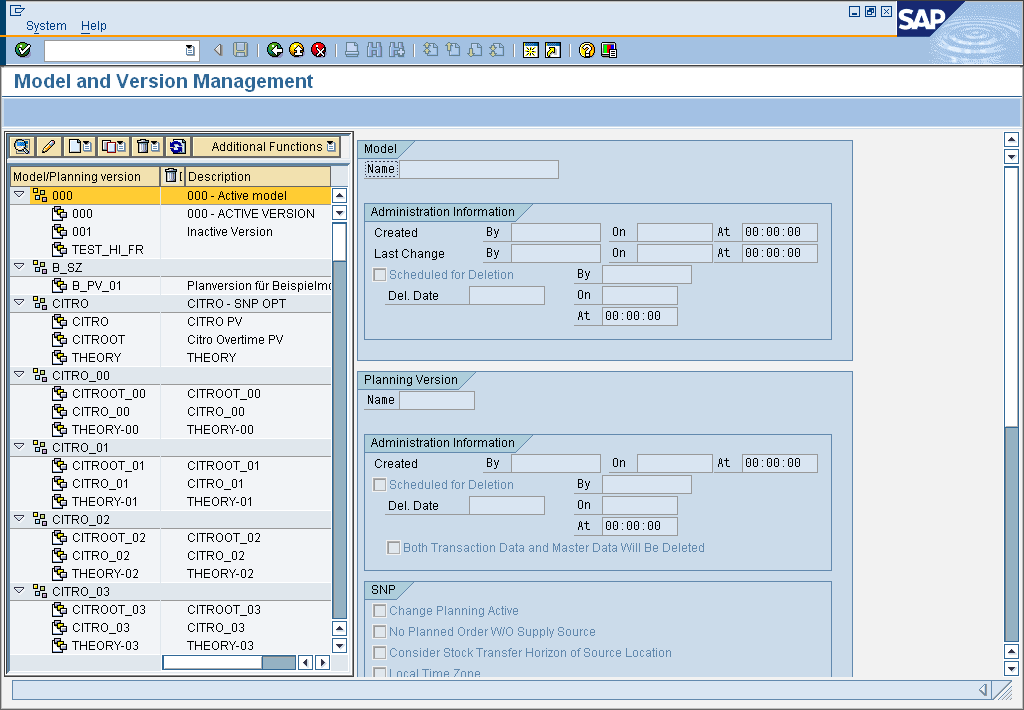 System Help
SAP
Model and Version Management
Additional Functions
Model/Planning version Description
000 000 - Active model
000 000 - ACTIVE VERSION
001 Inactive Version
TEST_HI_FR
B_SZ
B_PV_01 Planversion für Beispielmo
CITRO CITRO - SNP OPT
CITRO CITRO PV
CITROOT Citro Overtime PV
THEORY THEORY
CITRO_00
CITROOT_00 CITROOT_00
CITRO_00 CITRO_00
THEORY-00 THEORY-00
CITRO_01
CITROOT_01 CITROOT_01
CITRO_01 CITRO_01
THEORY-01 THEORY-01
CITRO_02
CITROOT_02 CITROOT_02
CITRO_02 CITRO_02
THEORY-02 THEORY-02
CITRO_03
CITROOT_03 CITROOT_03
CITRO_03 CITRO_03
THEORY-03 THEORY-03
Model
Name
Administration Information
Created By On At 00:00:00
Last Change By On At 00:00:00
Scheduled for Deletion By
Del. Date On
At 00:00:00
Planning Version
Name
Administration Information
Created By On At 00:00:00
Scheduled for Deletion By
Del. Date On
At 00:00:00
Both Transaction Data and Master Data Will Be Deleted
SNP
Change Planning Active
No Planned Order W/O Supply Source
Consider Stock Transfer Horizon of Source Location
Local Time Zone